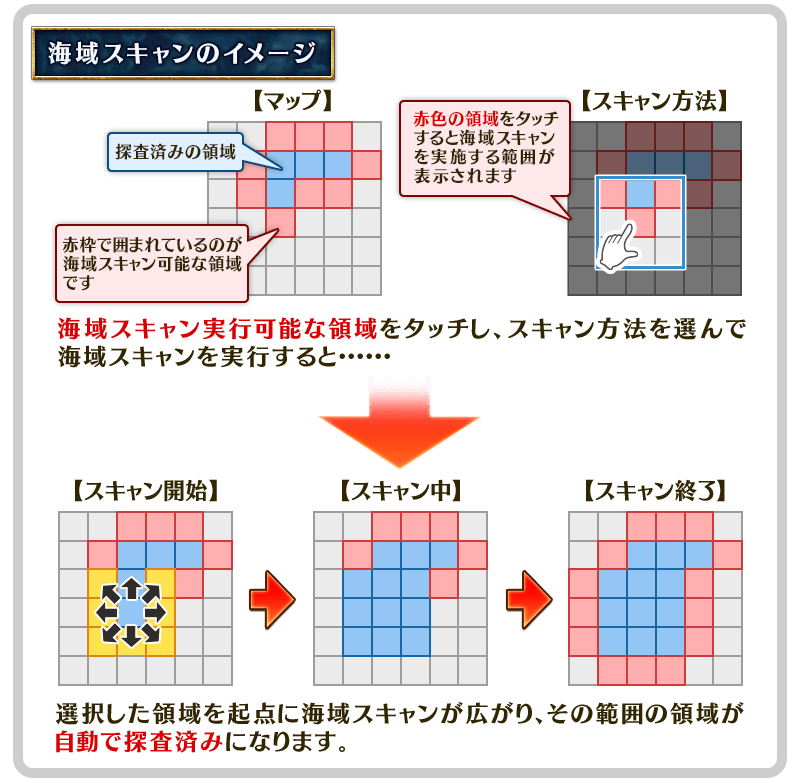 海域スキャンのイメージ
【マップ】
探査済みの領域
赤枠で囲まれているのが
海域スキャン可能な領域
です
【スキャン方法】
赤色の領域をタッチ
すると海域スキャン
を実施する範囲が
表示されます
海域スキャン実行可能な領域をタッチし、スキャン方法を選んで
海域スキャンを実行すると……
【スキャン開始】
【スキャン中】
【スキャン終了】
選択した領域を起点に海域スキャンが広がり、その範囲の領域が
自動で探査済みになります。